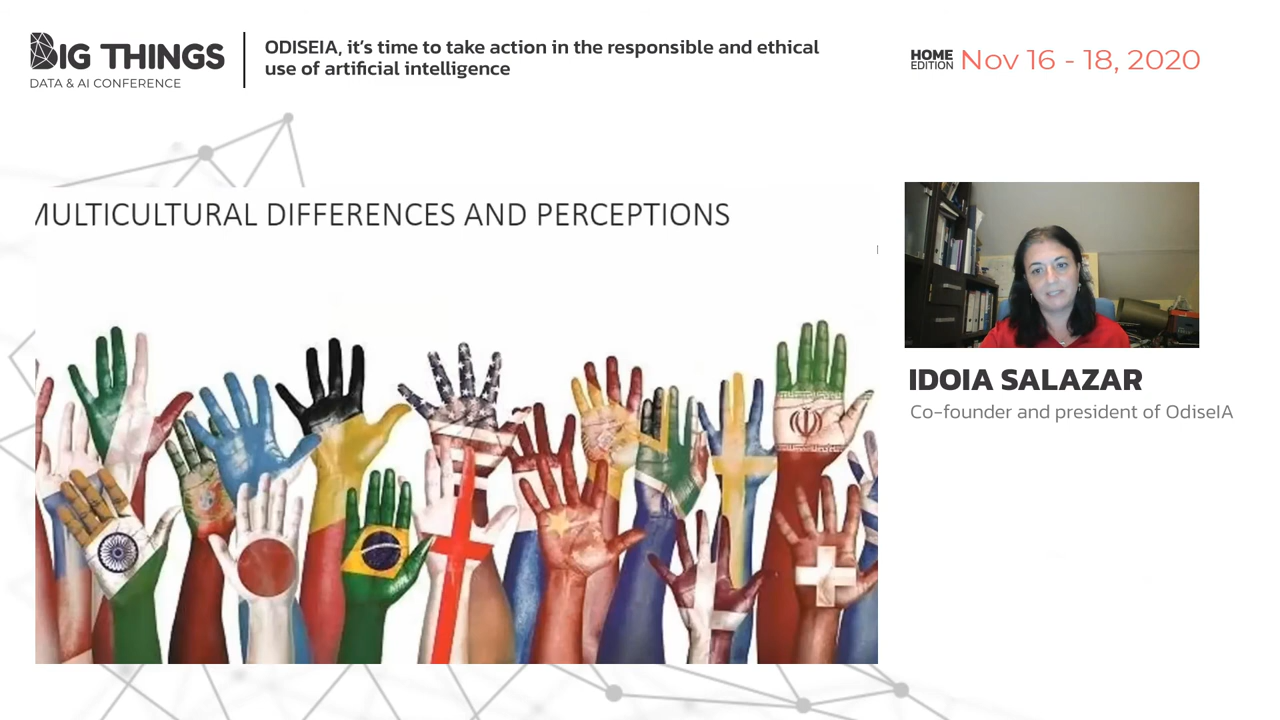 BIG THINGS
DATA & AI CONFERENCE
ODISEIA, it's time to take action in the responsible and ethical
use of artificial intelligence
HOME
EDITION
Nov 16 - 18, 2020
MULTICULTURAL DIFFERENCES AND PERCEPTIONS
IDOIA SALAZAR
Co-founder and president of OdiseIA